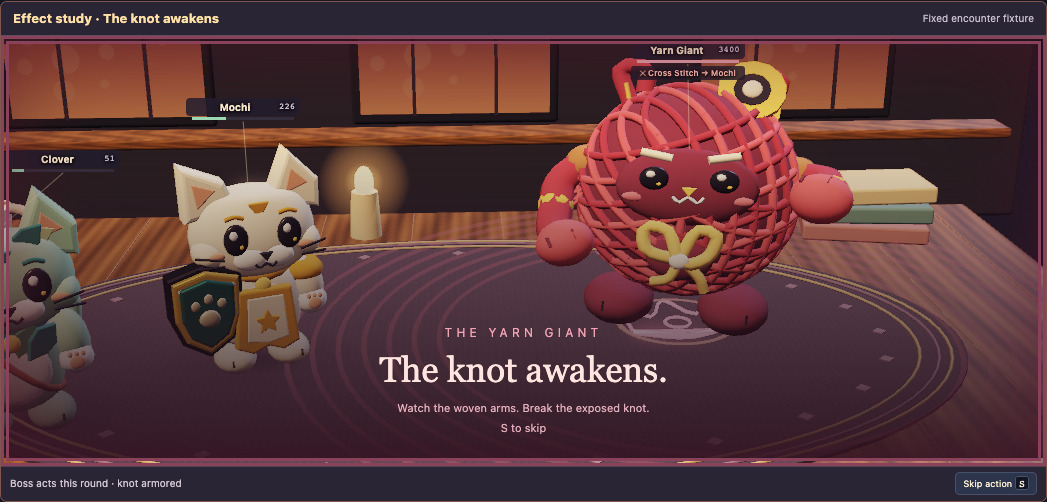 Effect study · The knot awakens
Fixed encounter fixture
Yarn Giant 3400
× Cross Stitch → Mochi
Mochi 226
Clover 51
THE YARN GIANT
The knot awakens.
Watch the woven arms. Break the exposed knot.
S to skip
Boss acts this round · knot armored
Skip action S